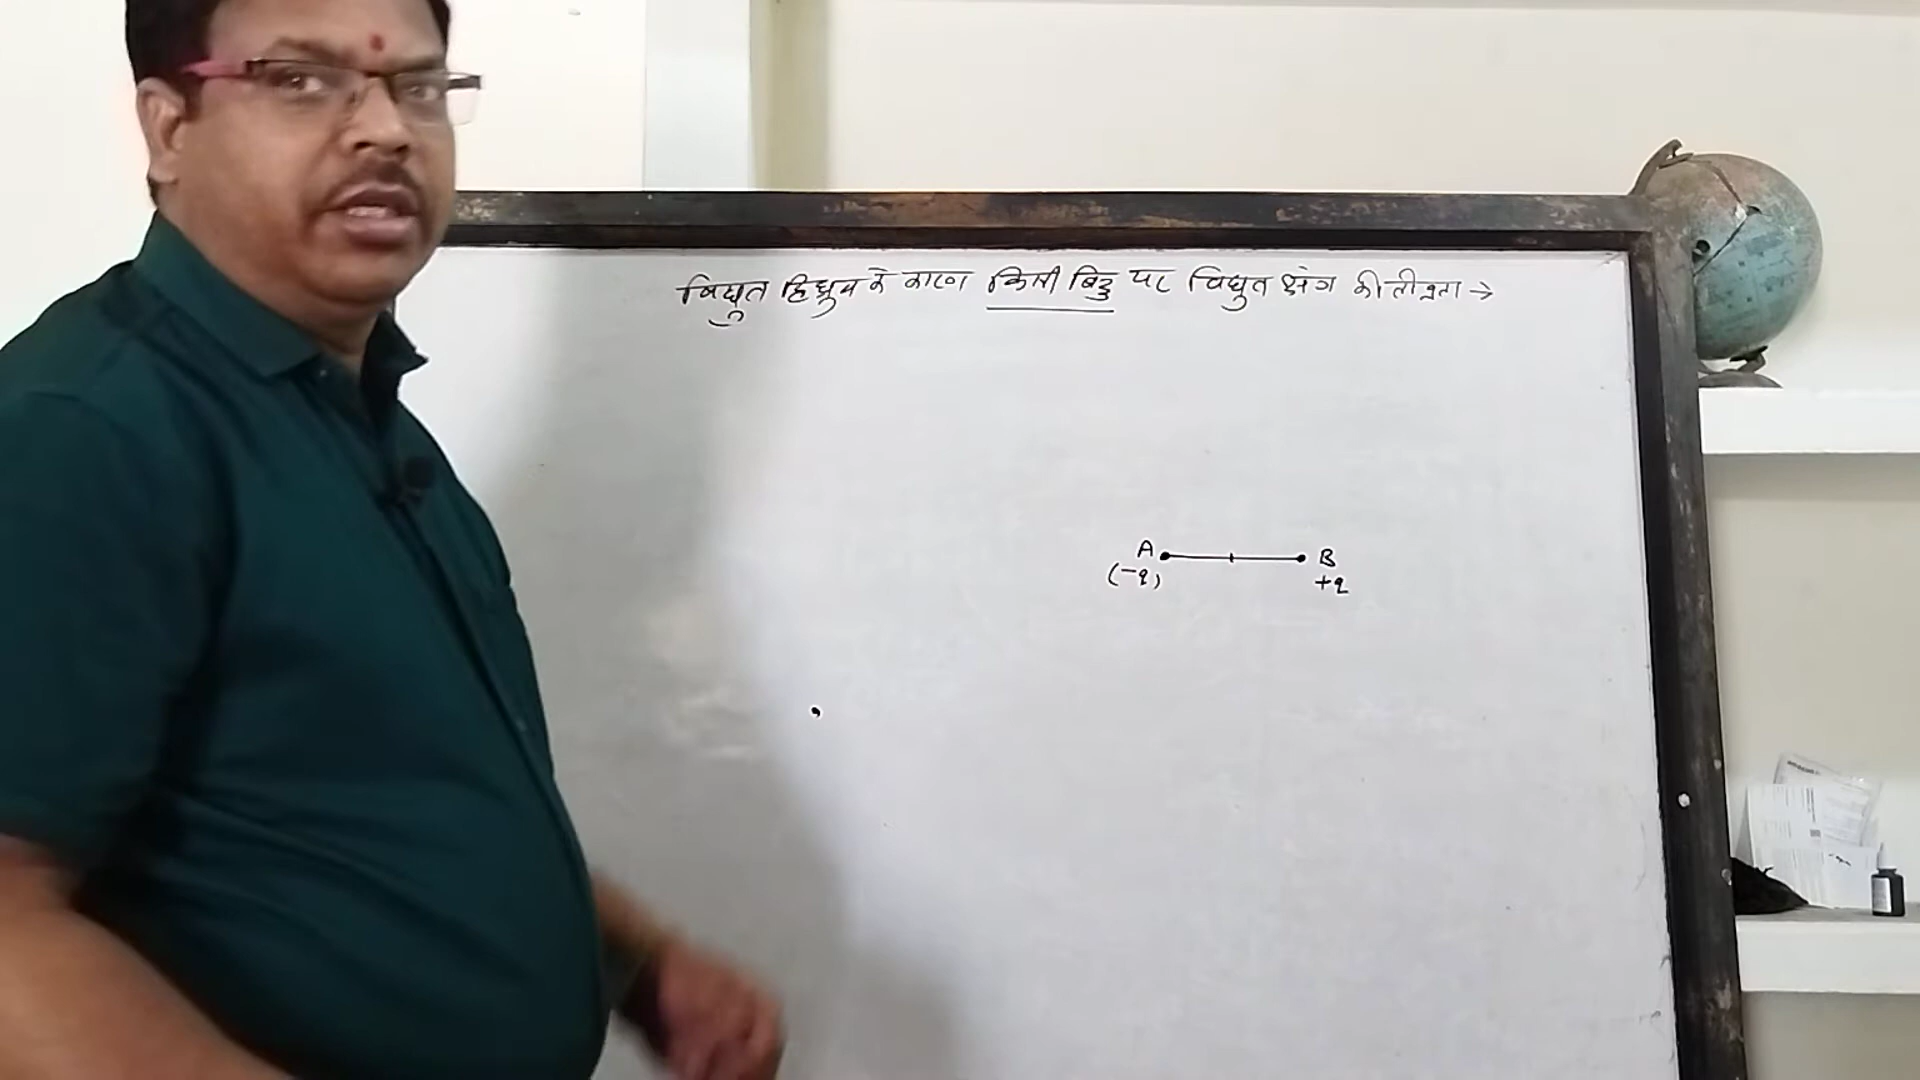 विद्युत द्विध्रुव के कारण किसी बिंदु पर विद्युत क्षेत्र की तीव्रता →
A B
(-q) +q